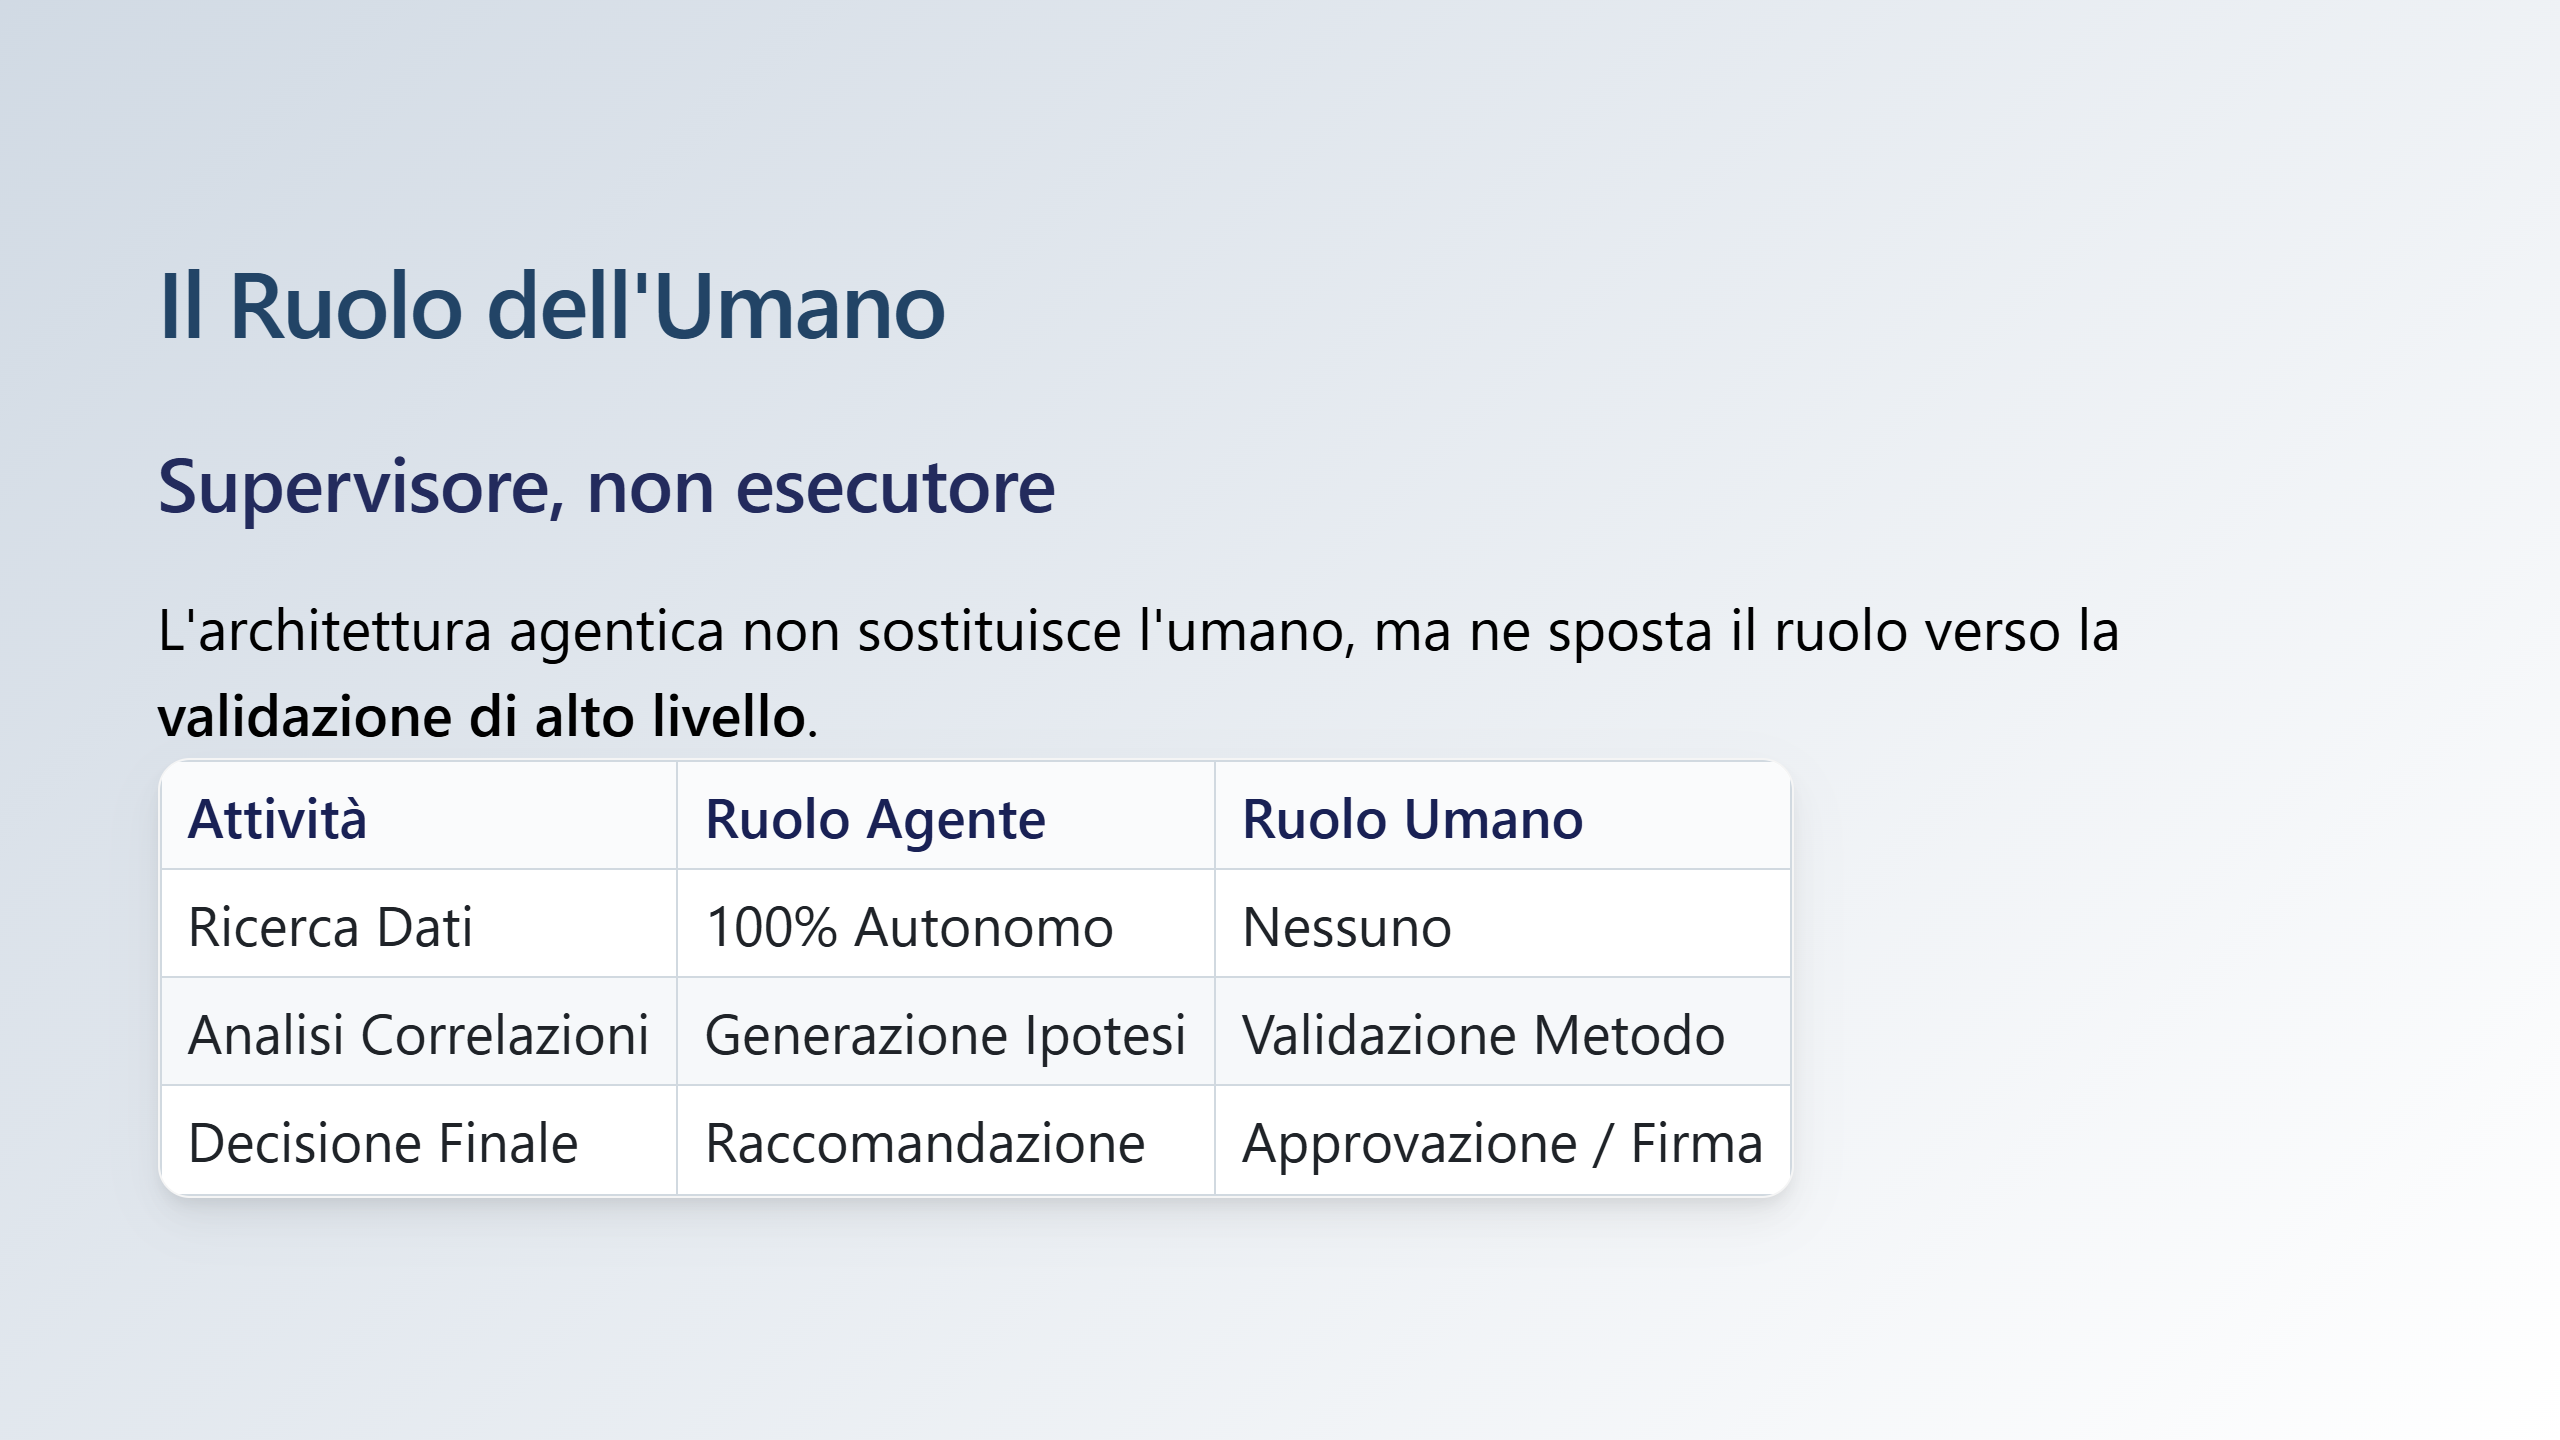 Il Ruolo dell'Umano
Supervisore, non esecutore
L'architettura agentica non sostituisce l'umano, ma ne sposta il ruolo verso la
validazione di alto livello.
Attività Ruolo Agente Ruolo Umano
Ricerca Dati 100% Autonomo Nessuno
Analisi Correlazioni Generazione Ipotesi Validazione Metodo
Decisione Finale Raccomandazione Approvazione / Firma